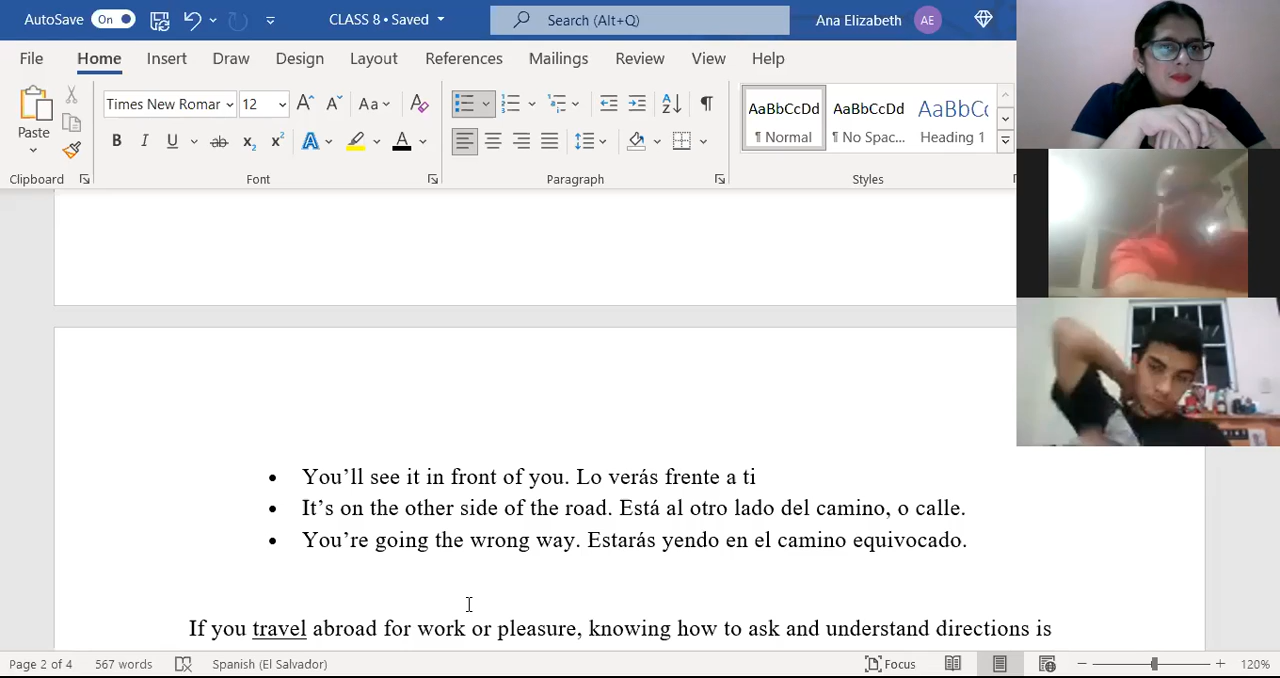 AutoSave On CLASS 8 • Saved Search (Alt+Q) Ana Elizabeth AE
File Home Insert Draw Design Layout References Mailings Review View Help
Paste Times New Romar 12 Aa AaBbCcDd AaBbCcDd AaBbCc
B I U ab x₂ x² A A ¶ Normal ¶ No Spac... Heading 1
Clipboard Font Paragraph Styles
• You’ll see it in front of you. Lo verás frente a ti
• It’s on the other side of the road. Está al otro lado del camino, o calle.
• You’re going the wrong way. Estarás yendo en el camino equivocado.
If you travel abroad for work or pleasure, knowing how to ask and understand directions is
Page 2 of 4 567 words Spanish (El Salvador) Focus 120%